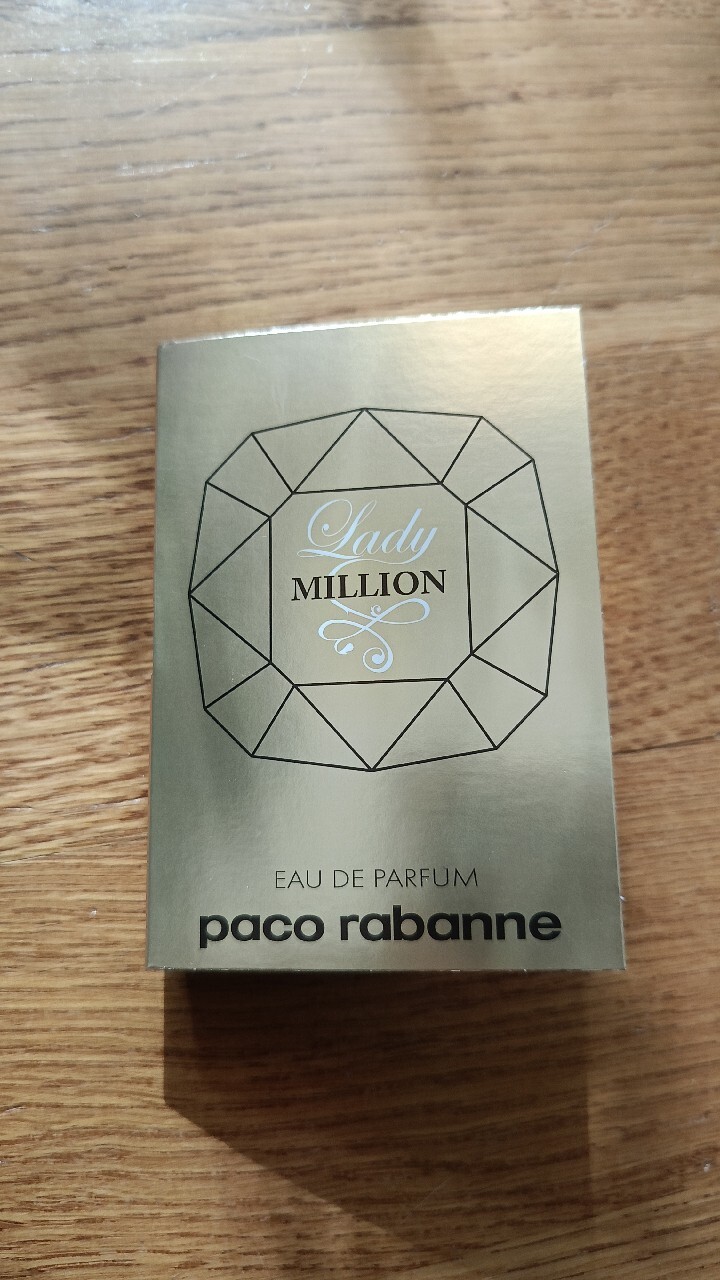 Lady
MILLION
EAU DE PARFUM
paco rabanne